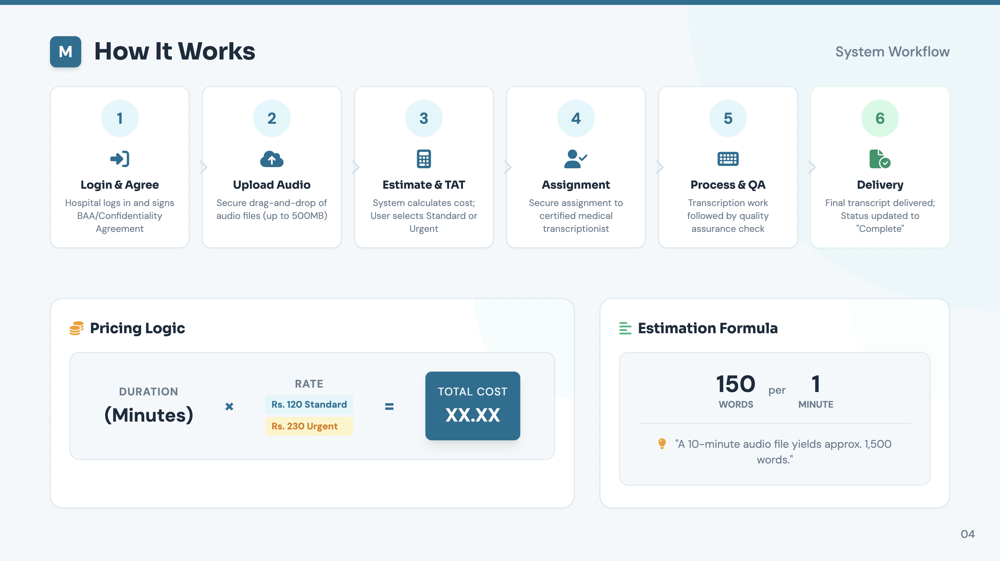 M
How It Works
System Workflow
1
Login & Agree
Hospital logs in and signs
BAA/Confidentiality
Agreement
2
Upload Audio
Secure drag-and-drop of
audio files (up to 500MB)
3
Estimate & TAT
System calculates cost;
User selects Standard or
Urgent
4
Assignment
Secure assignment to
certified medical
transcriptionist
5
Process & QA
Transcription work
followed by quality
assurance check
6
Delivery
Final transcript delivered;
Status updated to
"Complete"
Pricing Logic
DURATION
(Minutes)
×
RATE
Rs. 120 Standard
Rs. 230 Urgent
=
TOTAL COST
XX.XX
Estimation Formula
150 per 1
WORDS MINUTE
"A 10-minute audio file yields approx. 1,500
words."
04